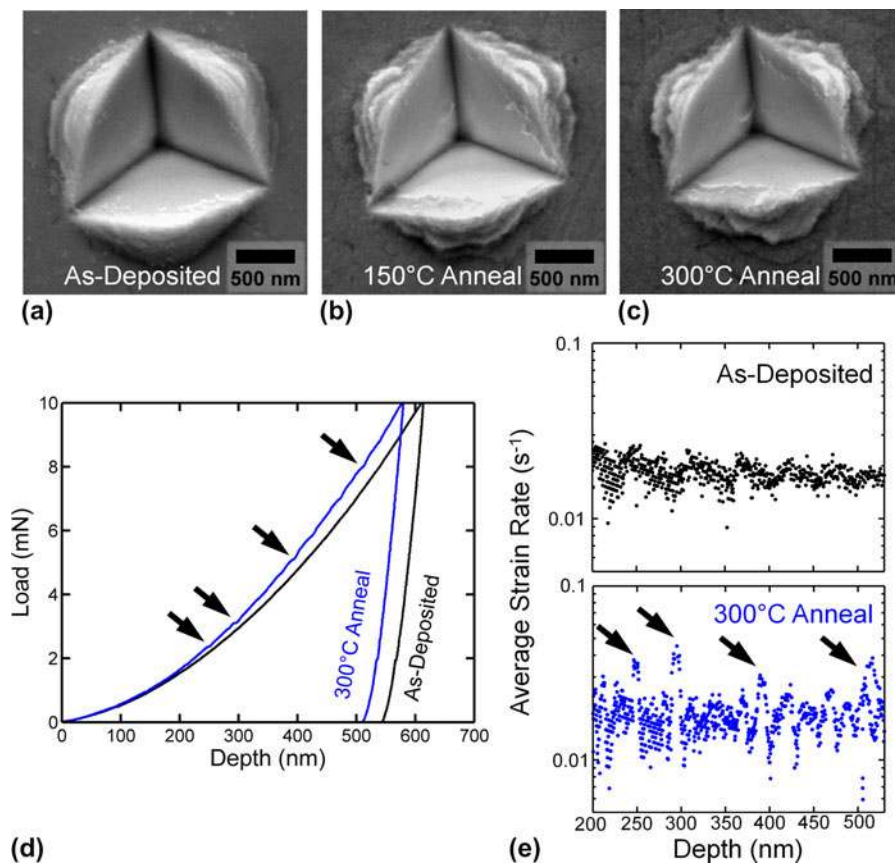 As-Deposited
500 nm
150°C Anneal
500 nm
300°C Anneal
500 nm
(a)
(b)
(c)
10
8
6
4
2
0
Load (mN)
300°C Anneal
As-Deposited
0
100
200
300
400
500
600
700
Depth (nm)
(d)
Average Strain Rate (s⁻¹)
0.1
As-Deposited
0.01
0.1
300°C Anneal
0.01
200
250
300
350
400
450
500
Depth (nm)
(e)